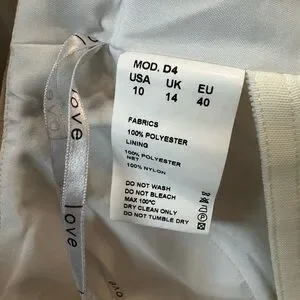 MOD. D4
USA UK EU
10 14 40
FABRICS
100% POLYESTER
LINING
100% POLYESTER
NET
100% NYLON
DO NOT WASH
DO NOT BLEACH
MAX 100°C
DRY CLEAN ONLY
DO NOT TUMBLE DRY
love
love